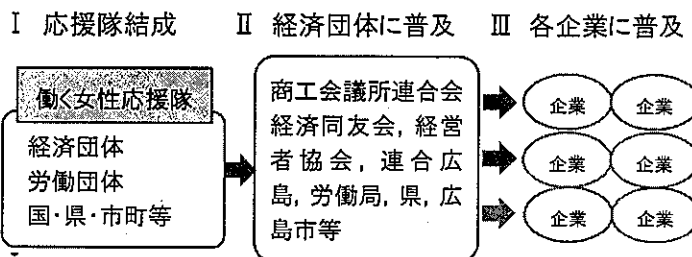 Ⅰ 応援隊結成 Ⅱ 経済団体に普及 Ⅲ 各企業に普及
働く女性応援隊
経済団体
労働団体
国・県・市町等
商工会議所連合会
経済同友会，経営
者協会，連合広
島，労働局，県，広
島市等
企業 企業
企業 企業
企業 企業